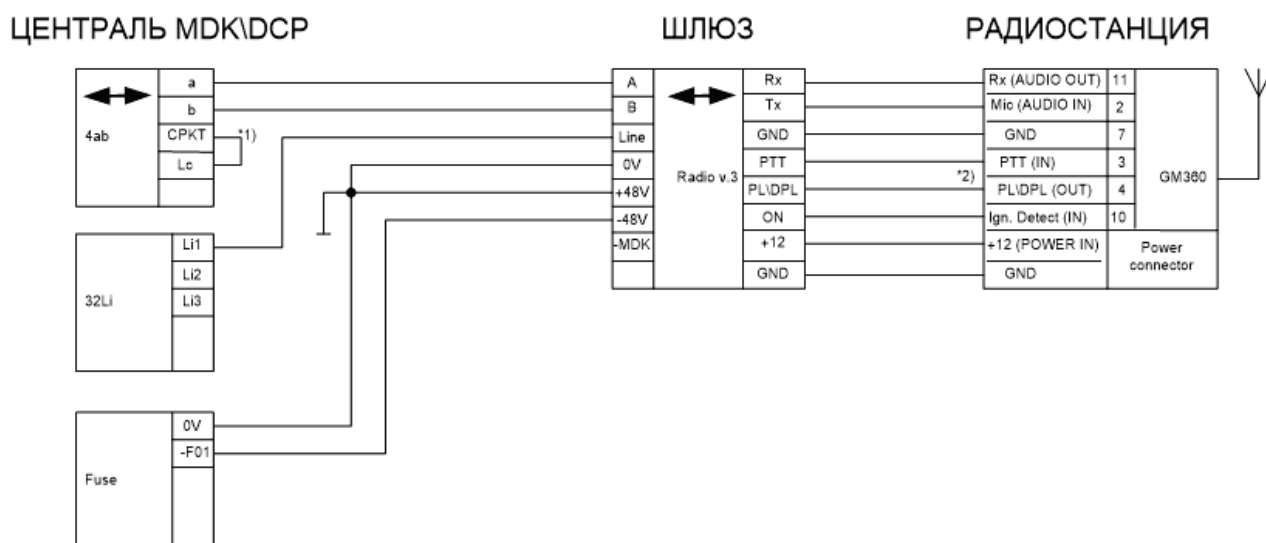 ЦЕНТРАЛЬ MDK\DCP
ШЛЮЗ
РАДИОСТАНЦИЯ
4ab
a
b
CPKT
Lc
*1)
32Li
Li1
Li2
Li3
Fuse
0V
-F01
A
B
Line
0V
+48V
-48V
-MDK
Radio v.3
Rx
Tx
GND
PTT
PL\DPL
ON
+12
GND
*2)
Rx (AUDIO OUT) 11
Mic (AUDIO IN) 2
GND 7
PTT (IN) 3
PL\DPL (OUT) 4
Ign. Detect (IN) 10
+12 (POWER IN)
GND
GM360
Power
connector